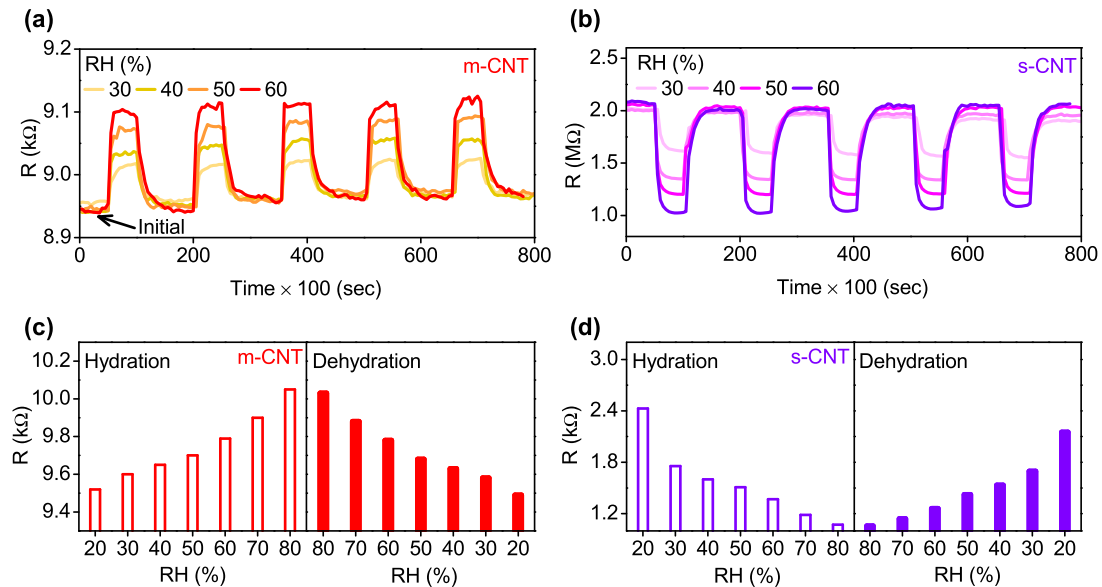 (a)
9.2
9.1
9.0
8.9
R (kΩ)
RH (%)
m-CNT
30 40 50 60
Initial
0 200 400 600 800
Time × 100 (sec)
(b)
2.5
2.0
1.5
1.0
R (MΩ)
RH (%)
s-CNT
30 40 50 60
0 200 400 600 800
Time × 100 (sec)
(c)
10.2
10.0
9.8
9.6
9.4
R (kΩ)
Hydration m-CNT Dehydration
20 30 40 50 60 70 80 80 70 60 50 40 30 20
RH (%) RH (%)
(d)
3.0
2.4
1.8
1.2
R (kΩ)
Hydration s-CNT Dehydration
20 30 40 50 60 70 80 80 70 60 50 40 30 20
RH (%) RH (%)